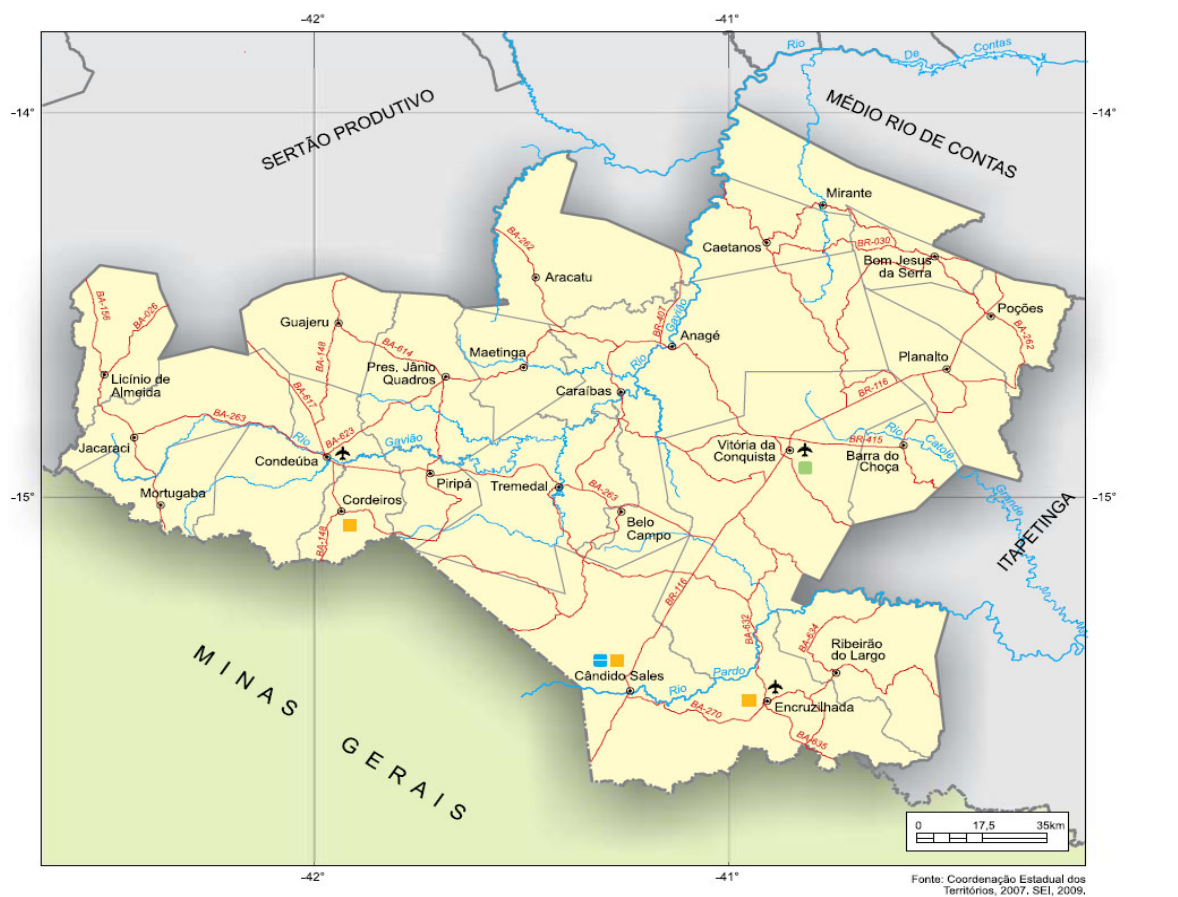 -42°
-41°
Rio
De
Contas
-14°
-14°
SERTÃO PRODUTIVO
MÉDIO RIO DE CONTAS
Mirante
BA-262
Caetanos
BR-030
Bom Jesus
da Serra
Aracatu
BA-156
BA-026
Guajeru
BR-407
Gavião
Poções
BA-262
BA-148
BA-614
Anagé
Maetinga
Rio
Planalto
Licínio de
Almeida
Pres. Jânio
Quadros
BA-617
Caraíbas
BR-116
BA-263
BA-623
Rio
Gavião
Jacaraci
Condeúba
Vitória da
Conquista
BR-415
Rio
Catolé
Barra do
Choça
Grande
Mortugaba
Cordeiros
Piripá
Tremedal
BA-263
-15°
-15°
Belo
Campo
BA-148
ITAPETINGA
BR-116
BA-632
BA-634
Ribeirão
do Largo
Cândido Sales
Rio
Pardo
BA-270
Encruzilhada
BA-635
MINAS
GERAIS
0 17,5 35km
-42°
-41°
Fonte: Coordenação Estadual dos
Territórios, 2007. SEI, 2009.